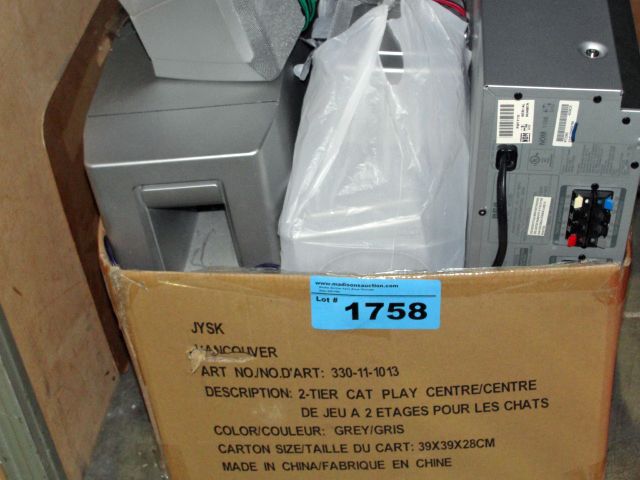 www.madisonsauction.com
Lot # 1758
JYSK
VANCOUVER
ART NO./NO.D'ART: 330-11-1013
DESCRIPTION: 2-TIER CAT PLAY CENTRE/CENTRE
DE JEU A 2 ETAGES POUR LES CHATS
COLOR/COULEUR: GREY/GRIS
CARTON SIZE/TAILLE DU CART: 39X39X28CM
MADE IN CHINA/FABRIQUE EN CHINE